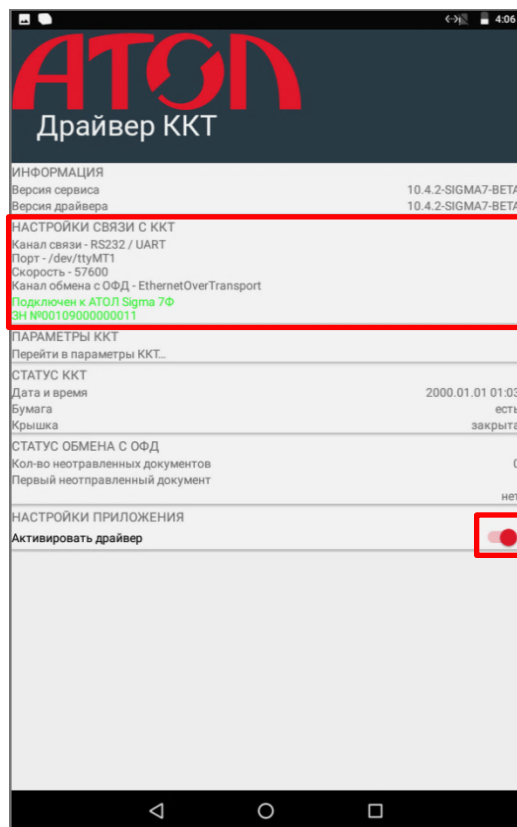 4:06
АТОЛ
Драйвер ККТ
ИНФОРМАЦИЯ
Версия сервиса 10.4.2-SIGMA7-BETA
Версия драйвера 10.4.2-SIGMA7-BETA
НАСТРОЙКИ СВЯЗИ С ККТ
Канал связи - RS232 / UART
Порт - /dev/ttyMT1
Скорость - 57600
Канал обмена с ОФД - EthernetOverTransport
Подключен к АТОЛ Sigma 7Ф
ЗН №00109000000011
ПАРАМЕТРЫ ККТ
Перейти в параметры ККТ...
СТАТУС ККТ
Дата и время 2000.01.01 01:03
Бумага есть
Крышка закрыта
СТАТУС ОБМЕНА С ОФД
Кол-во неотравленных документов 0
Первый неотправленный документ
нет
НАСТРОЙКИ ПРИЛОЖЕНИЯ
Активировать драйвер